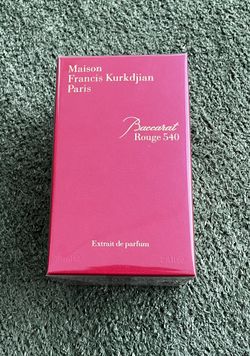 Maison
Francis Kurkdjian
Paris
Baccarat
Rouge 540
Extrait de parfum